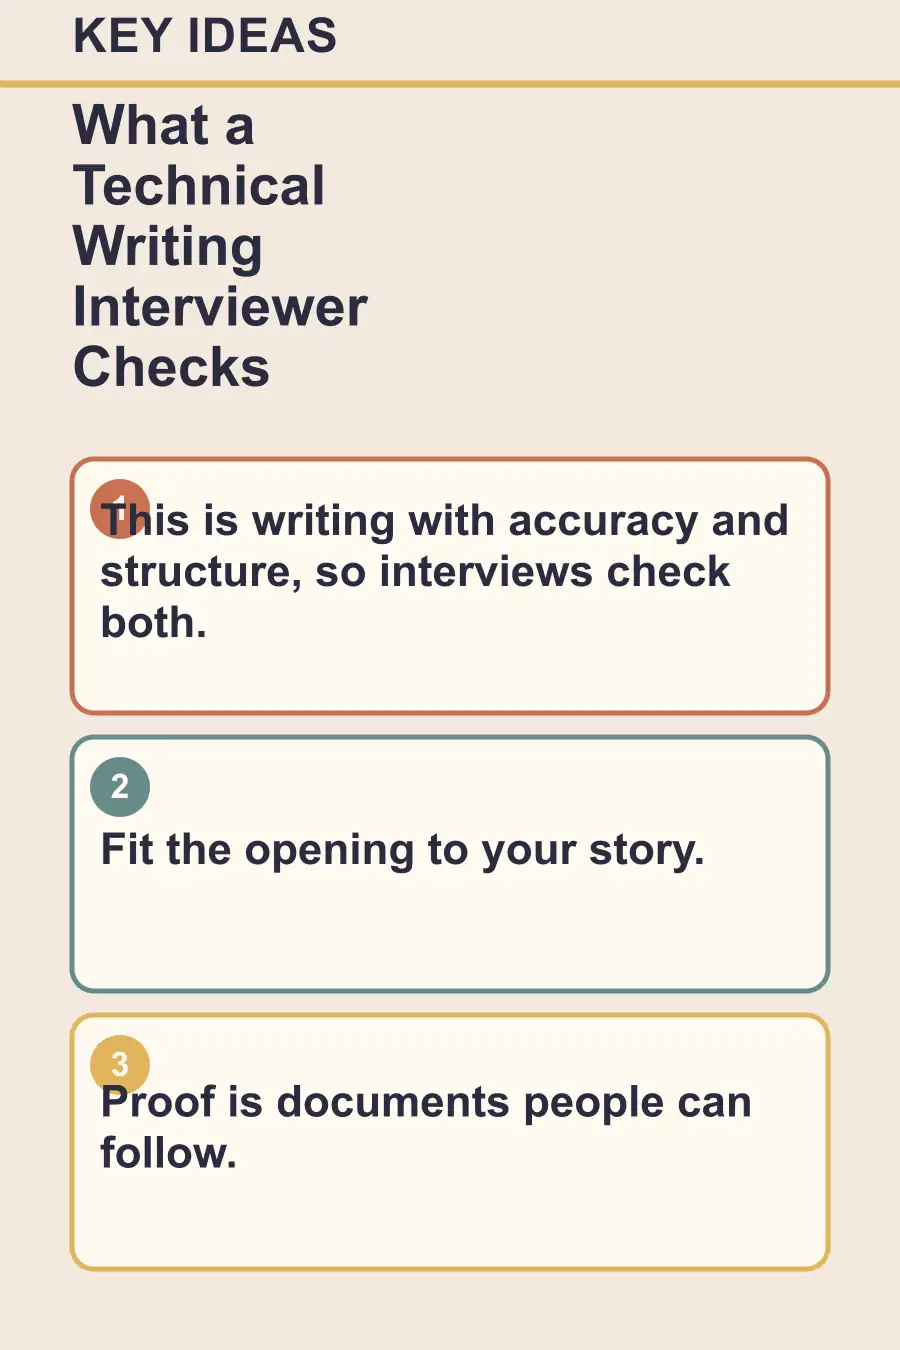 KEY IDEAS
What a
Technical
Writing
Interviewer
Checks
1
This is writing with accuracy and
structure, so interviews check
both.
2
Fit the opening to your story.
3
Proof is documents people can
follow.